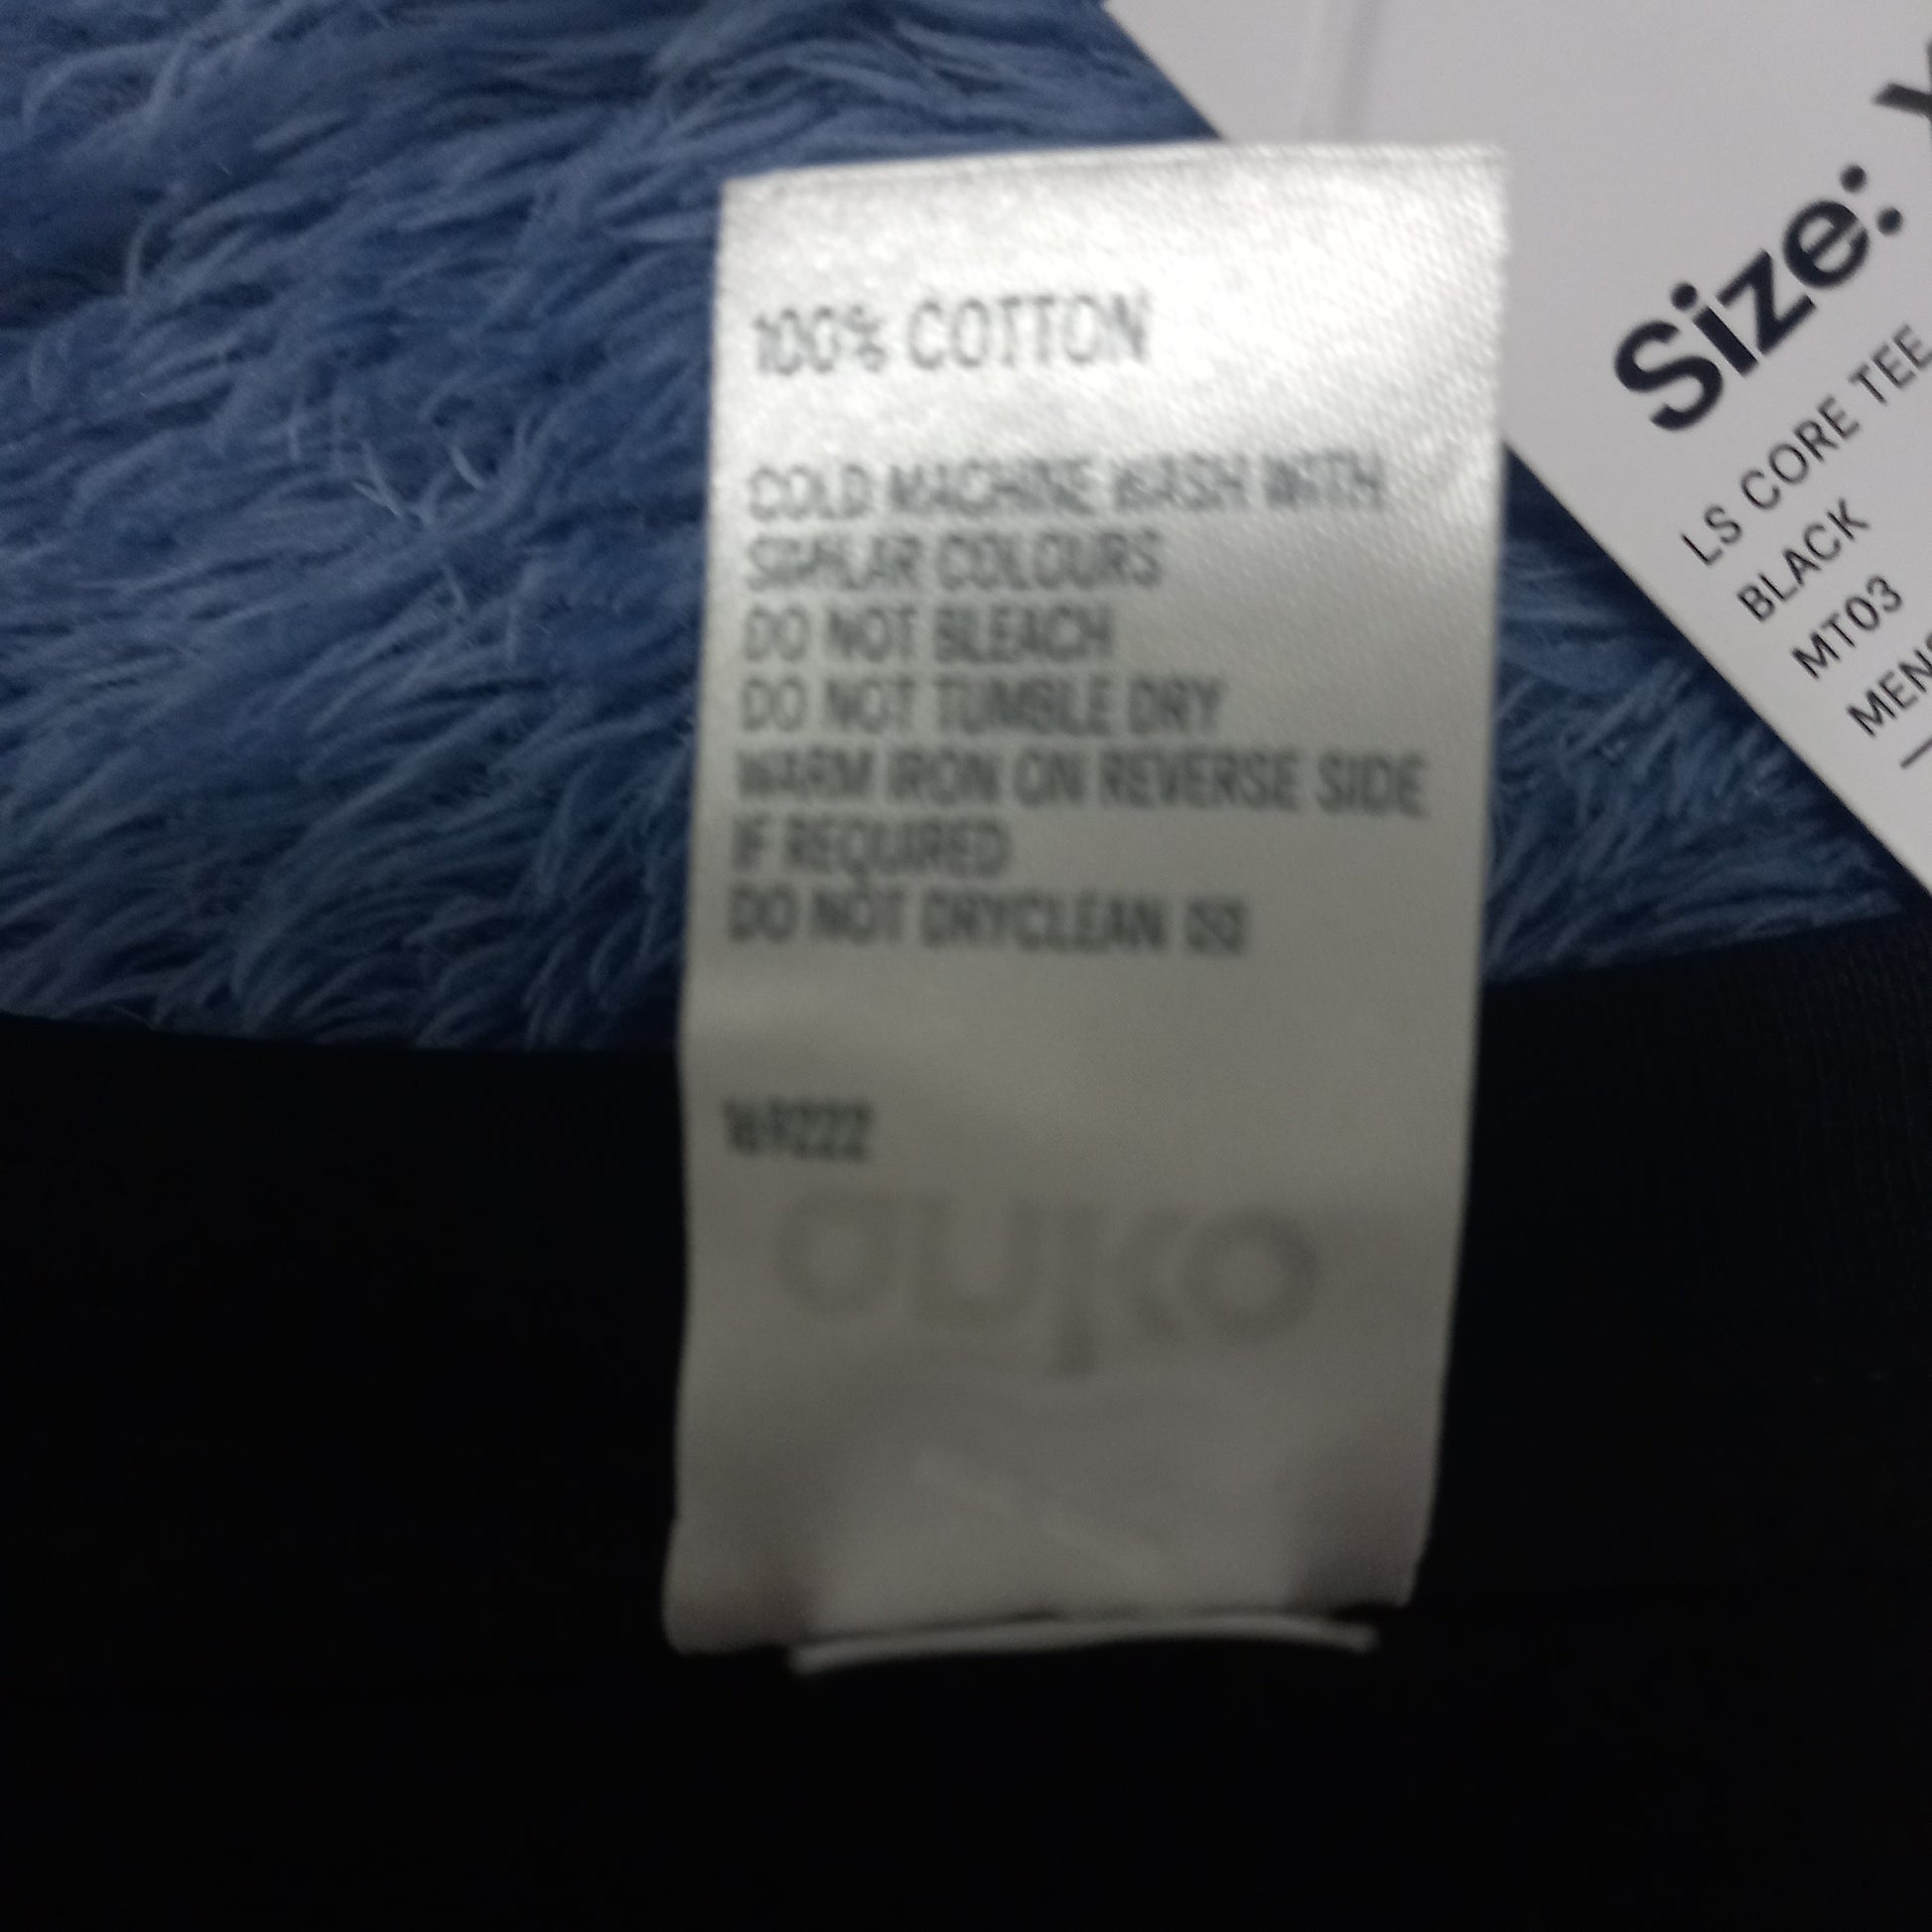 100% COTTON
COLD MACHINE WASH WITH
SIMILAR COLOURS
DO NOT BLEACH
DO NOT TUMBLE DRY
WARM IRON ON REVERSE SIDE
IF REQUIRED
DO NOT DRYCLEAN
Size:
LS CORE TEE
BLACK
MT03